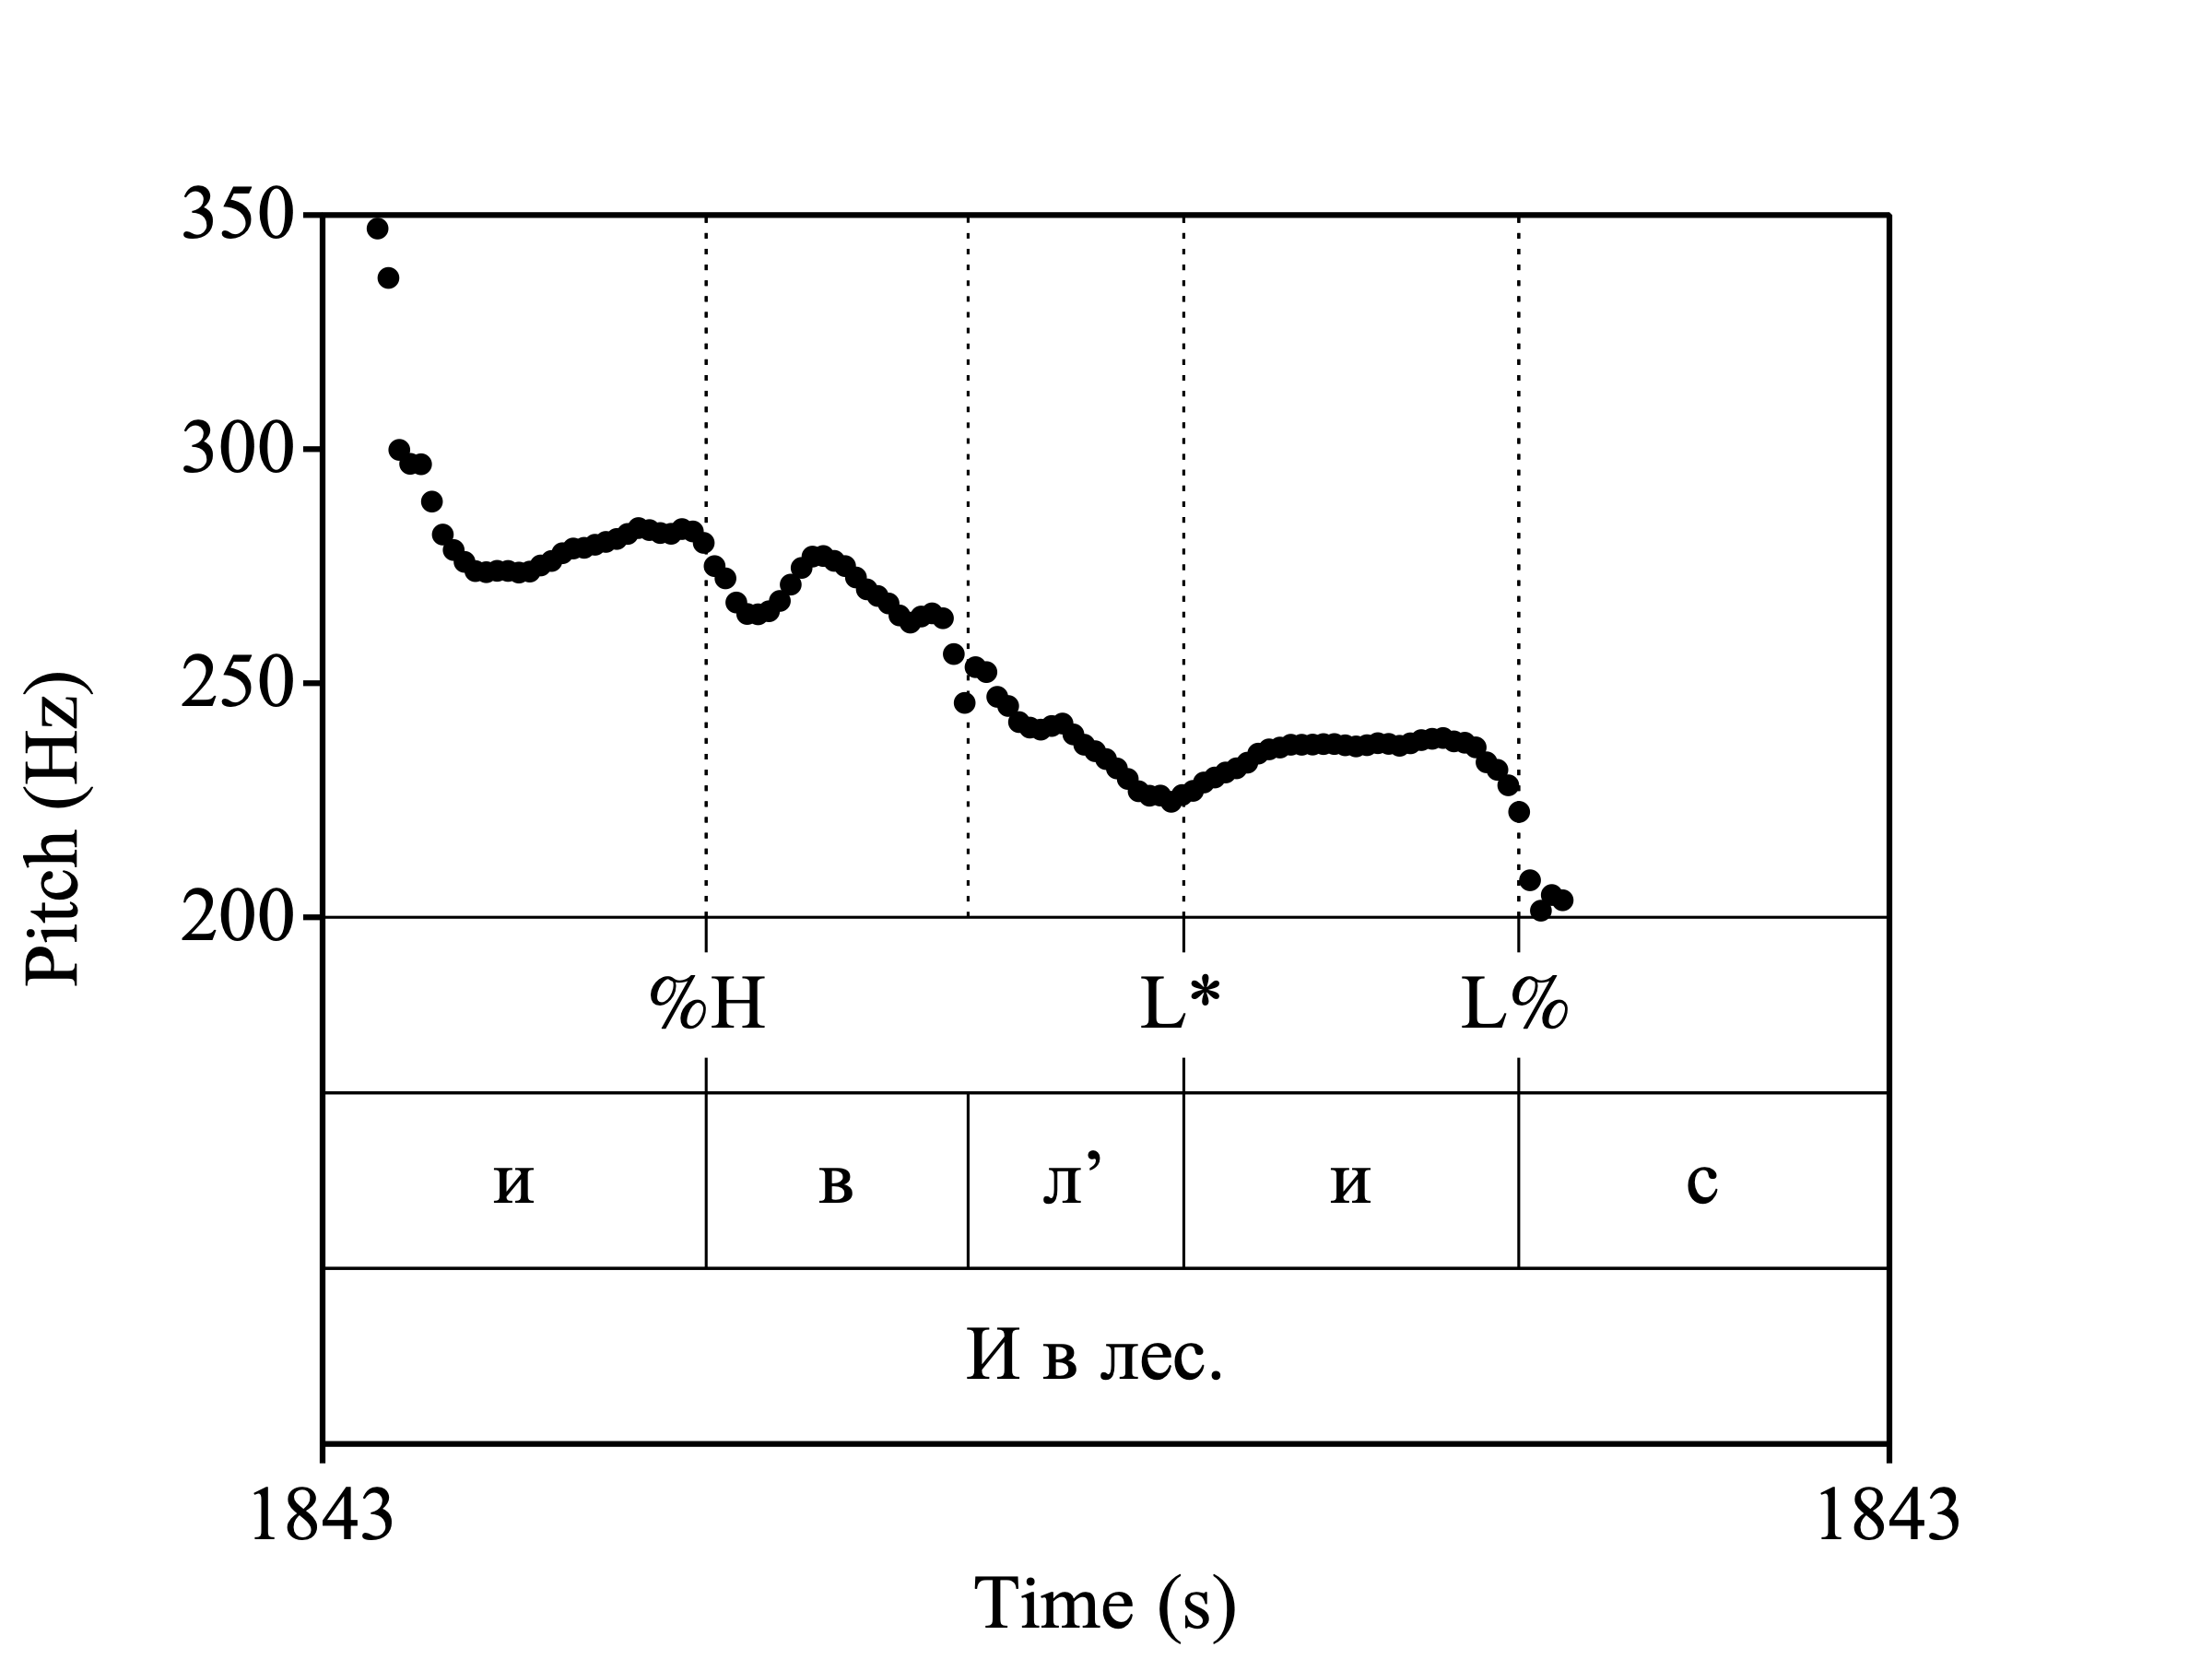 350
300
250
200
Pitch (Hz)
%H L* L%
и в л’ и с
И в лес.
1843 1843
Time (s)